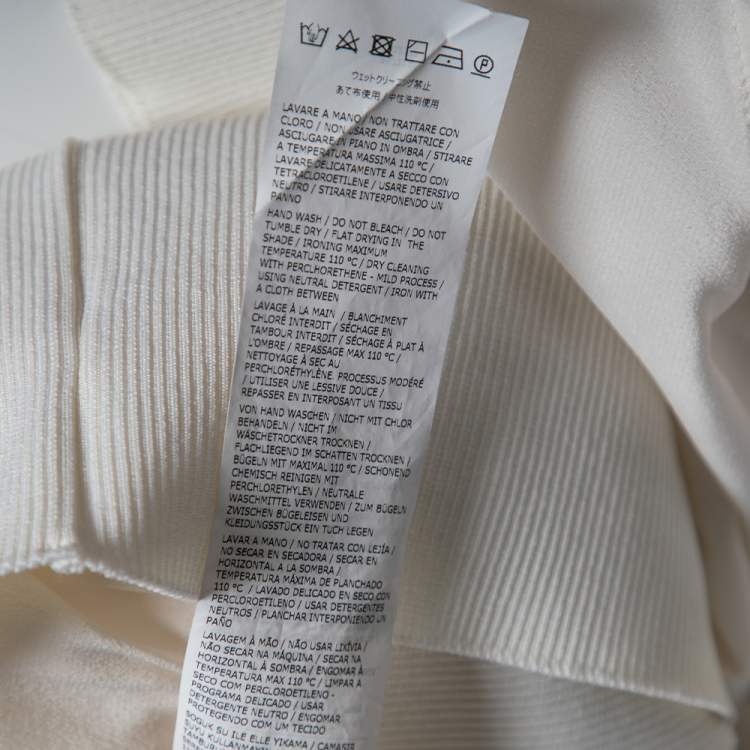 ウェットクリーニング禁止
あて布使用 / 中性洗剤使用
LAVARE A MANO / NON TRATTARE CON
CLORO / NON USARE ASCIUGATRICE /
ASCIUGARE IN PIANO IN OMBRA / STIRARE
A TEMPERATURA MASSIMA 110 °C /
LAVARE DELICATAMENTE A SECCO CON
TETRACLOROETILENE / USARE DETERSIVO
NEUTRO / STIRARE INTERPONENDO UN
PANNO
HAND WASH / DO NOT BLEACH / DO NOT
TUMBLE DRY / FLAT DRYING IN THE
SHADE / IRONING MAXIMUM
TEMPERATURE 110 °C / DRY CLEANING
WITH PERCLHORETHENE - MILD PROCESS /
USING NEUTRAL DETERGENT / IRON WITH
A CLOTH BETWEEN
LAVAGE À LA MAIN / BLANCHIMENT
CHLORÉ INTERDIT / SÉCHAGE EN
TAMBOUR INTERDIT / SÉCHAGE À PLAT À
L'OMBRE / REPASSAGE MAX 110 °C /
NETTOYAGE À SEC AU
PERCHLORÉTHYLÈNE. PROCESSUS MODÉRÉ
/ UTILISER UNE LESSIVE DOUCE /
REPASSER EN INTERPOSANT UN TISSU
VON HAND WASCHEN / NICHT MIT CHLOR
BEHANDELN / NICHT IM
WÄSCHETROCKNER TROCKNEN /
FLACHLIEGEND IM SCHATTEN TROCKNEN /
BÜGELN MIT MAXIMAL 110 °C / SCHONEND
CHEMISCH REINIGEN MIT
PERCHLORETHYLEN / NEUTRALE
WASCHMITTEL VERWENDEN / ZUM BÜGELN
ZWISCHEN BÜGELEISEN UND
KLEIDUNGSSTÜCK EIN TUCH LEGEN
LAVAR A MANO / NO TRATAR CON LEJÍA /
NO SECAR EN SECADORA / SECAR EN
HORIZONTAL A LA SOMBRA /
TEMPERATURA MÁXIMA DE PLANCHADO
110 °C / LAVADO DELICADO EN SECO CON
PERCLOROETILENO / USAR DETERGENTES
NEUTROS / PLANCHAR INTERPONIENDO UN
PAÑO
LAVAGEM À MÃO / NÃO USAR LIXÍVIA /
NÃO SECAR NA MÁQUINA / SECAR NA
HORIZONTAL À SOMBRA / ENGOMAR À
TEMPERATURA MAX 110 °C / LIMPAR A
SECO COM PERCLOROETILENO -
PROGRAMA DELICADO / USAR
DETERGENTE NEUTRO / ENGOMAR
PROTEGENDO COM UM TECIDO
SOĞUK SU ILE ELLE YIKAMA / CAMASIR